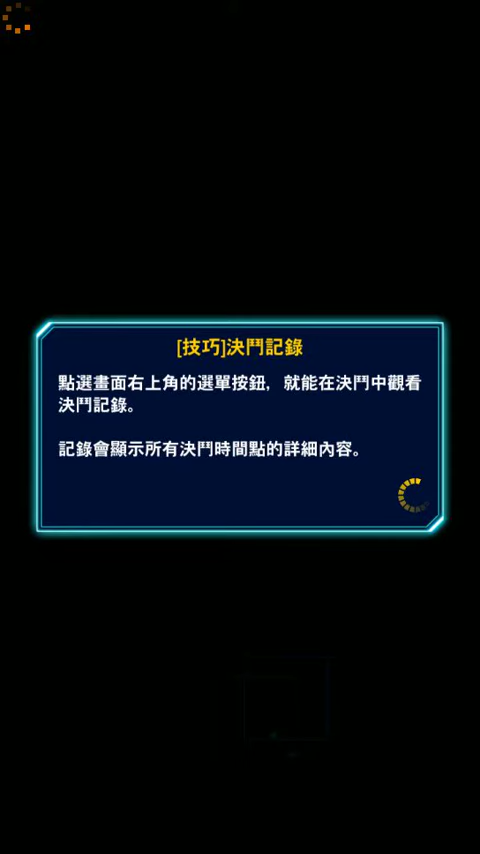 [技巧]決鬥記錄
點選畫面右上角的選單按鈕，就能在決鬥中觀看
決鬥記錄。
記錄會顯示所有決鬥時間點的詳細內容。